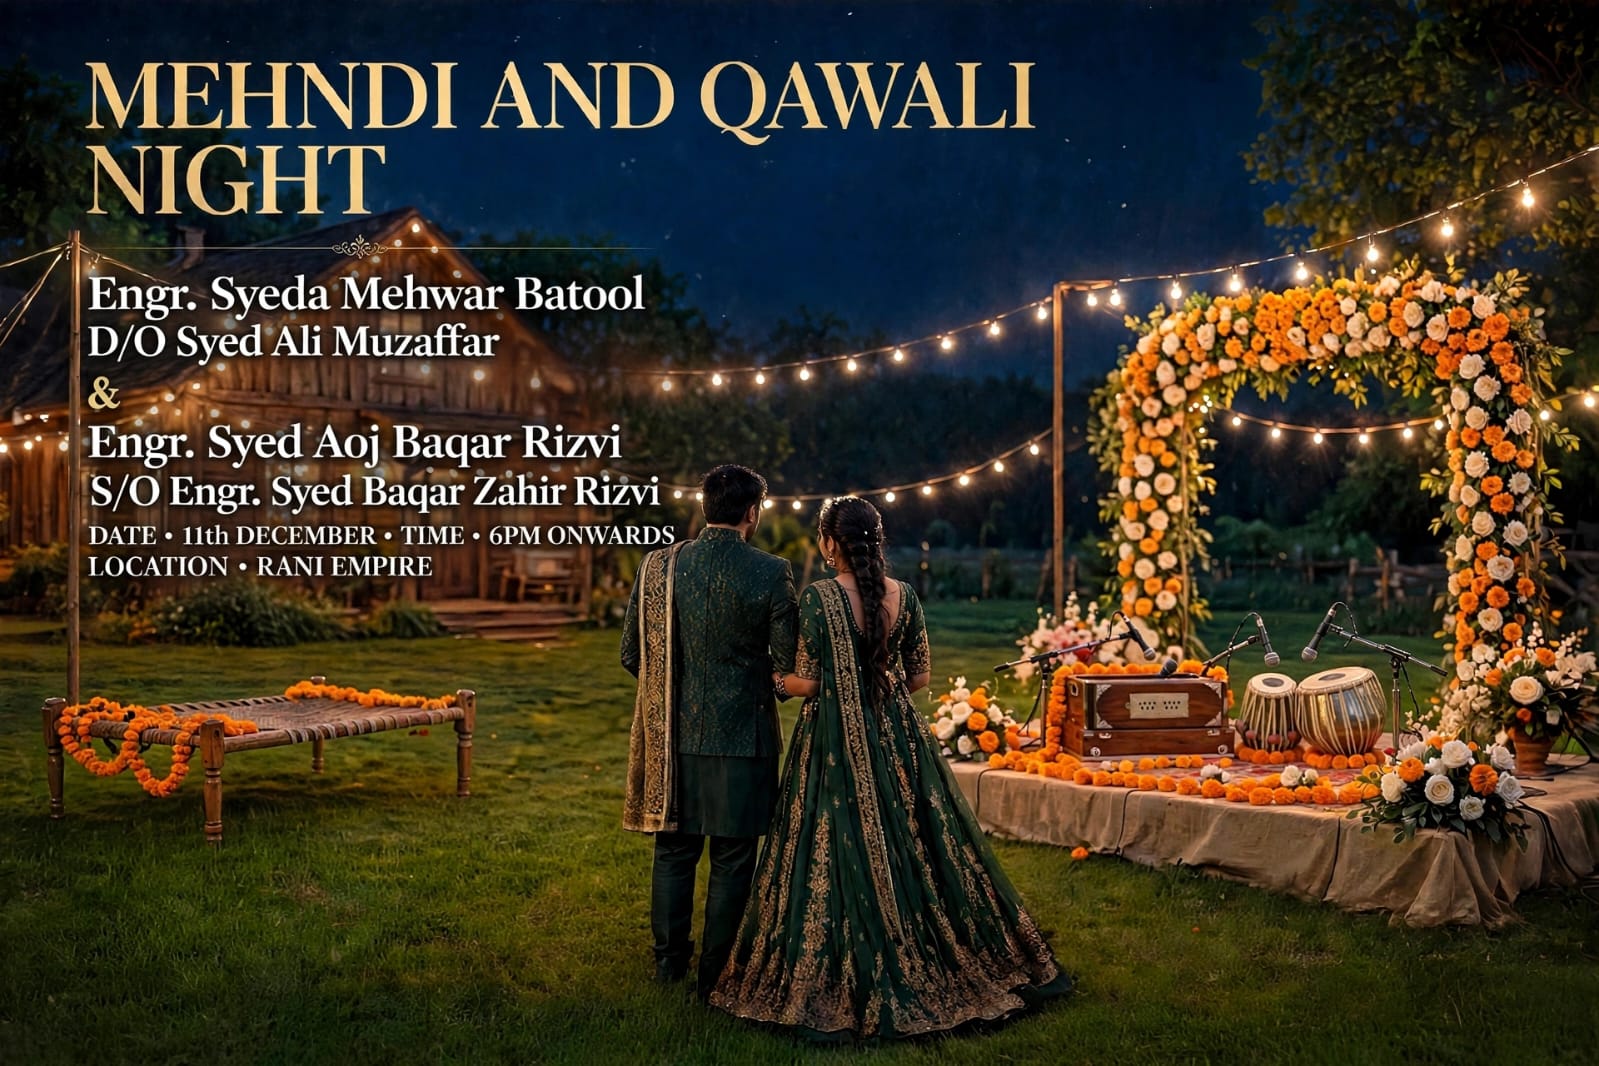 MEHNDI AND QAWALI
NIGHT
Engr. Syeda Mehwar Batool
D/O Syed Ali Muzaffar
&
Engr. Syed Aoj Baqar Rizvi
S/O Engr. Syed Baqar Zahir Rizvi
DATE • 11th DECEMBER • TIME • 6PM ONWARDS
LOCATION • RANI EMPIRE